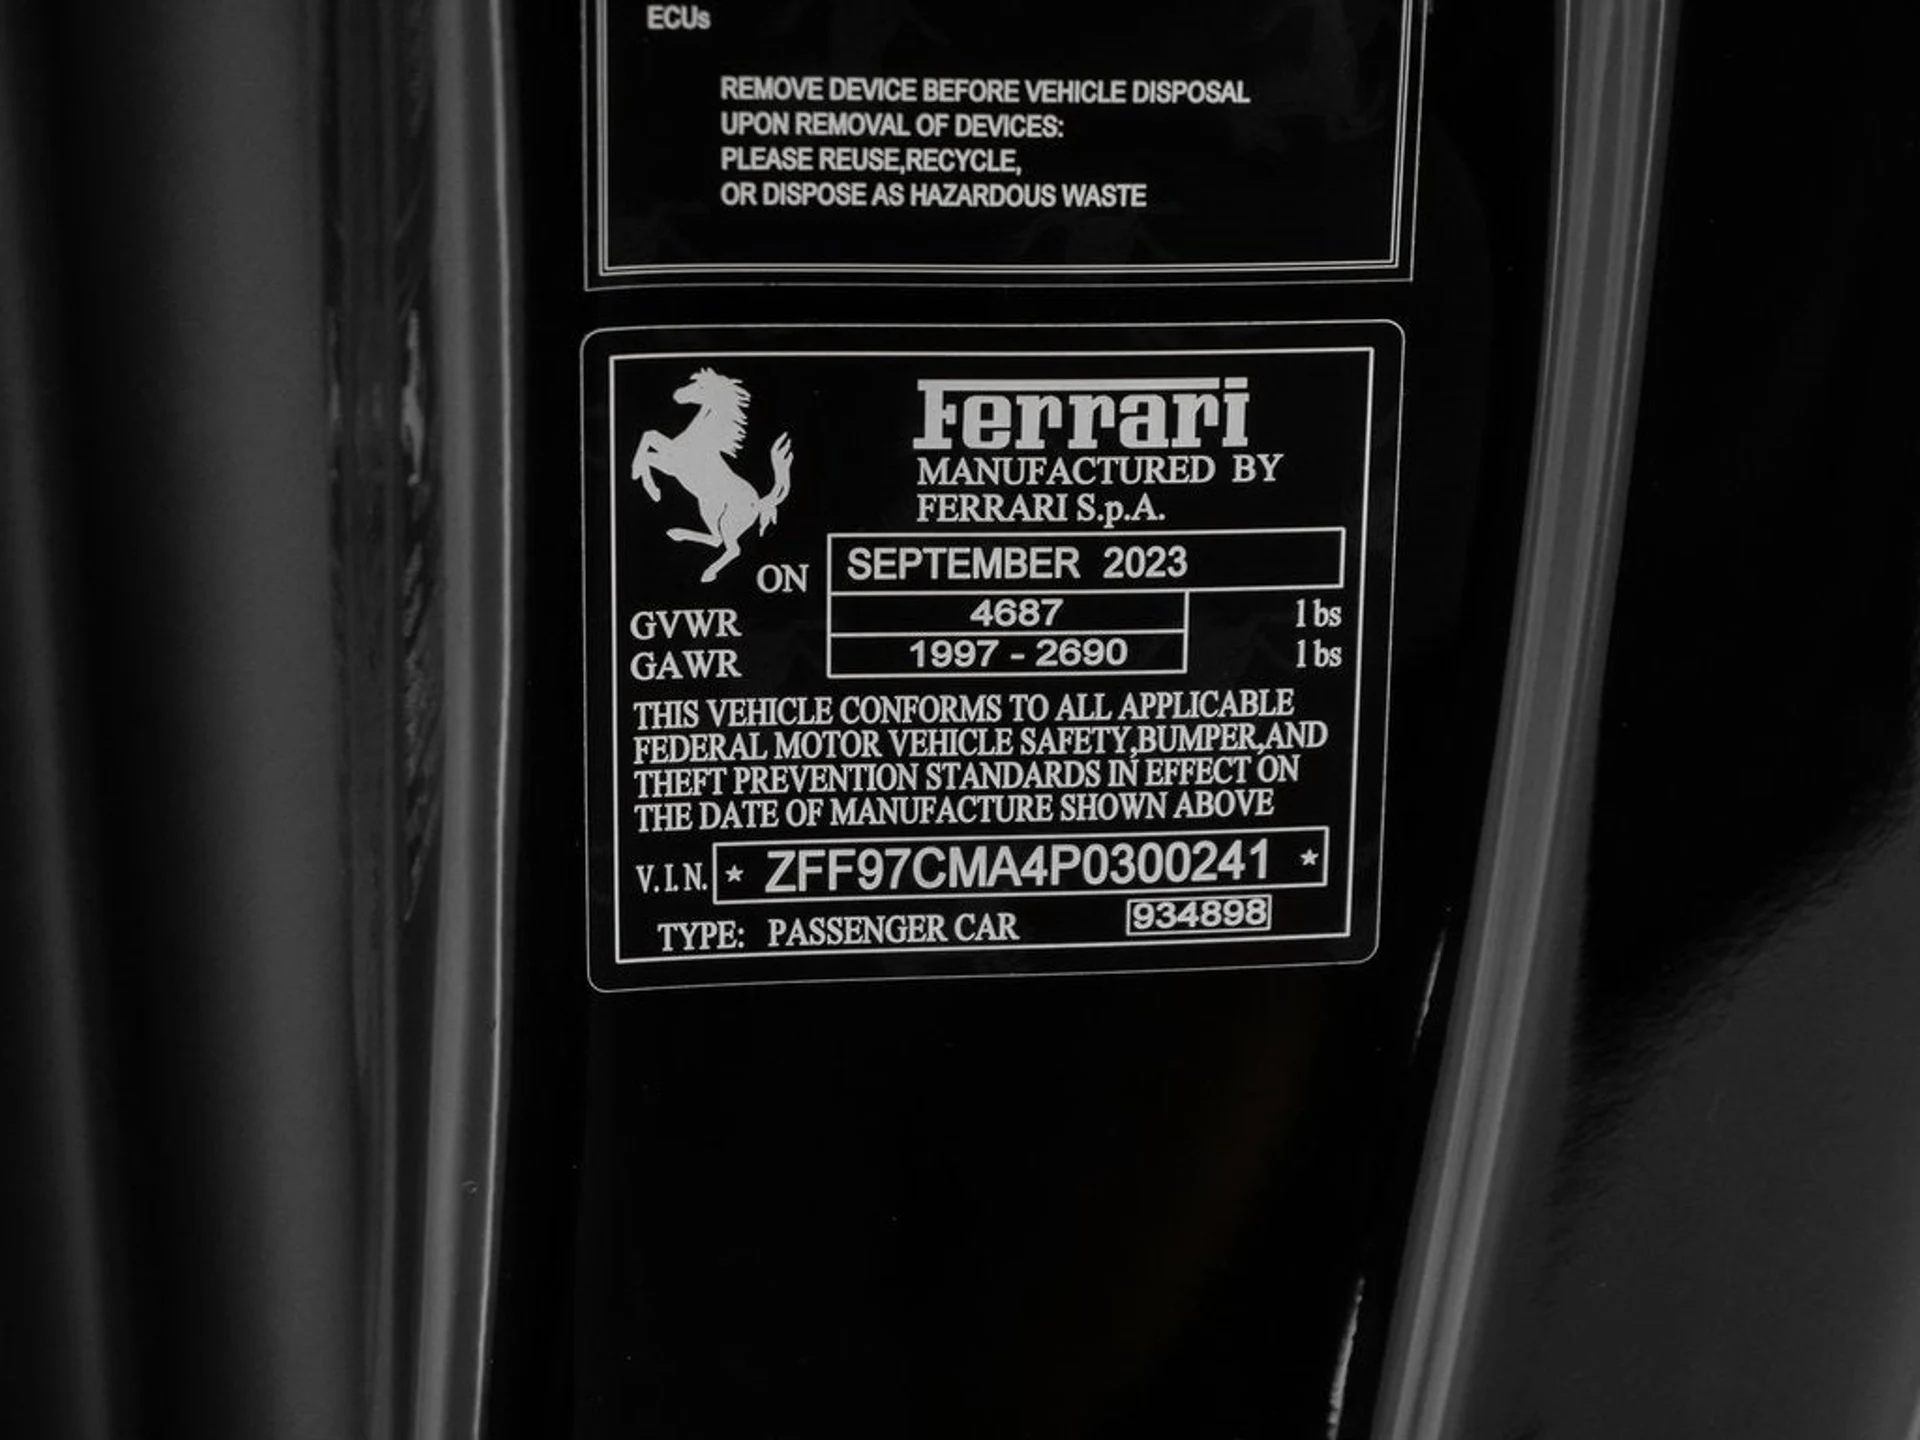 ECUs
REMOVE DEVICE BEFORE VEHICLE DISPOSAL
UPON REMOVAL OF DEVICES:
PLEASE REUSE,RECYCLE,
OR DISPOSE AS HAZARDOUS WASTE
Ferrari
MANUFACTURED BY
FERRARI S.p.A.
ON SEPTEMBER 2023
GVWR 4687 lbs
GAWR 1997 - 2690 lbs
THIS VEHICLE CONFORMS TO ALL APPLICABLE
FEDERAL MOTOR VEHICLE SAFETY,BUMPER,AND
THEFT PREVENTION STANDARDS IN EFFECT ON
THE DATE OF MANUFACTURE SHOWN ABOVE
V.I.N. * ZFF97CMA4P0300241 *
TYPE: PASSENGER CAR 934898